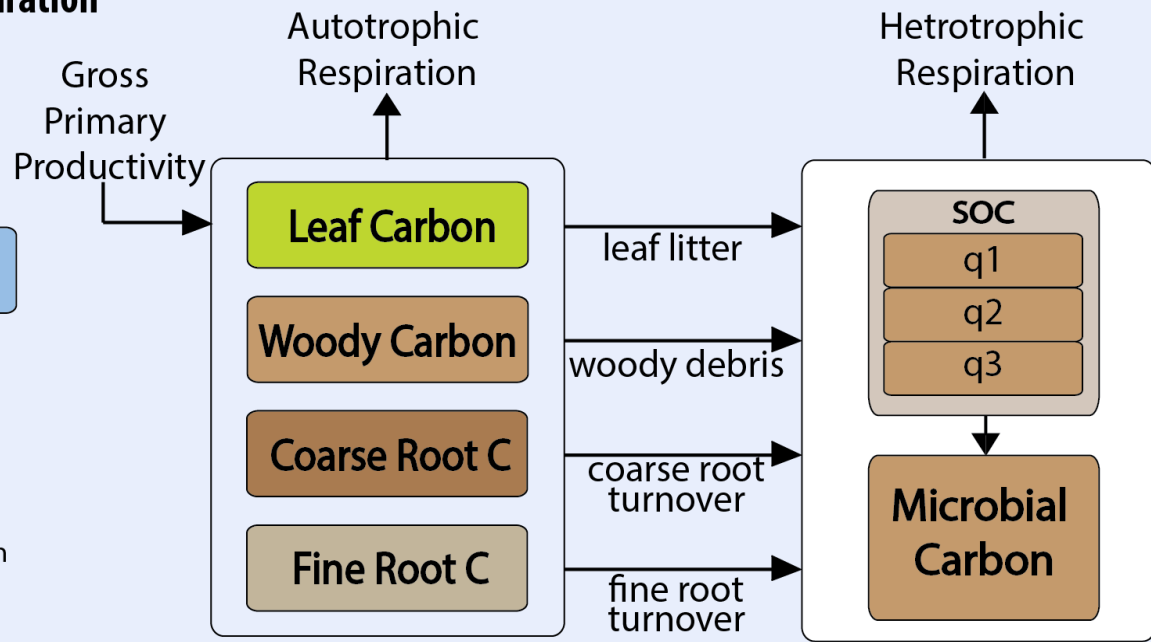 Autotrophic
Respiration
Hetrotrophic
Respiration
Gross
Primary
Productivity
Leaf Carbon
Woody Carbon
Coarse Root C
Fine Root C
leaf litter
woody debris
coarse root
turnover
fine root
turnover
SOC
q1
q2
q3
Microbial
Carbon